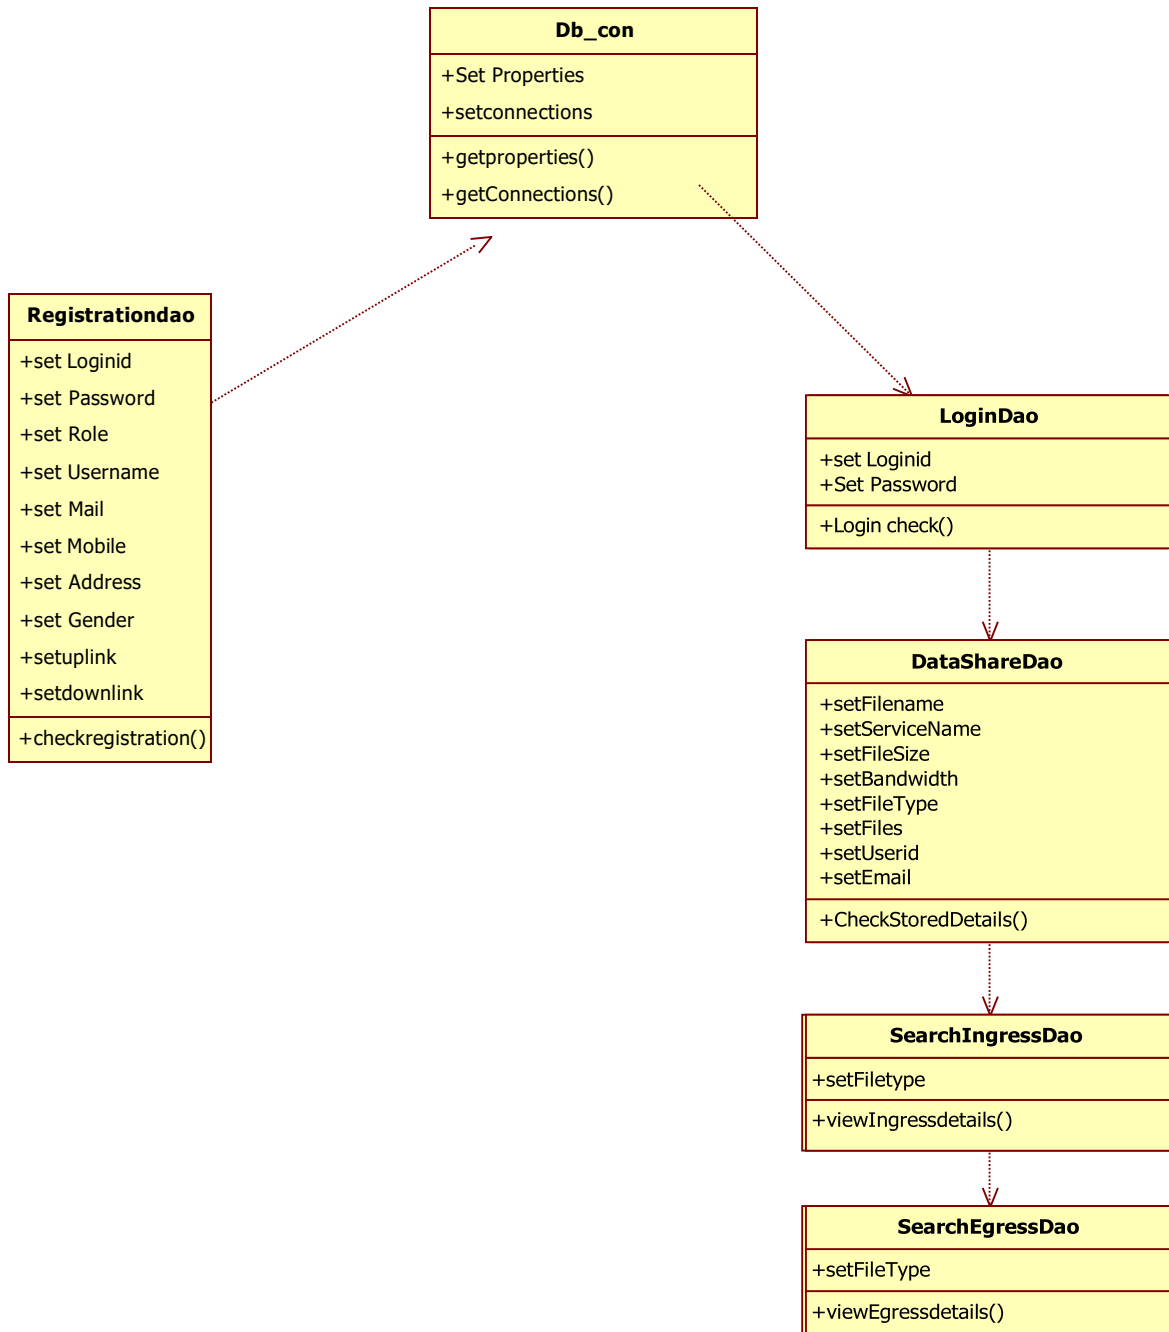 Db_con
+Set Properties
+setconnections
+getproperties()
+getConnections()
Registrationdao
+set Loginid
+set Password
+set Role
+set Username
+set Mail
+set Mobile
+set Address
+set Gender
+setuplink
+setdownlink
+checkregistration()
LoginDao
+set Loginid
+Set Password
+Login check()
DataShareDao
+setFilename
+setServiceName
+setFileSize
+setBandwidth
+setFileType
+setFiles
+setUserid
+setEmail
+CheckStoredDetails()
SearchIngressDao
+setFiletype
+viewIngressdetails()
SearchEgressDao
+setFileType
+viewEgressdetails()